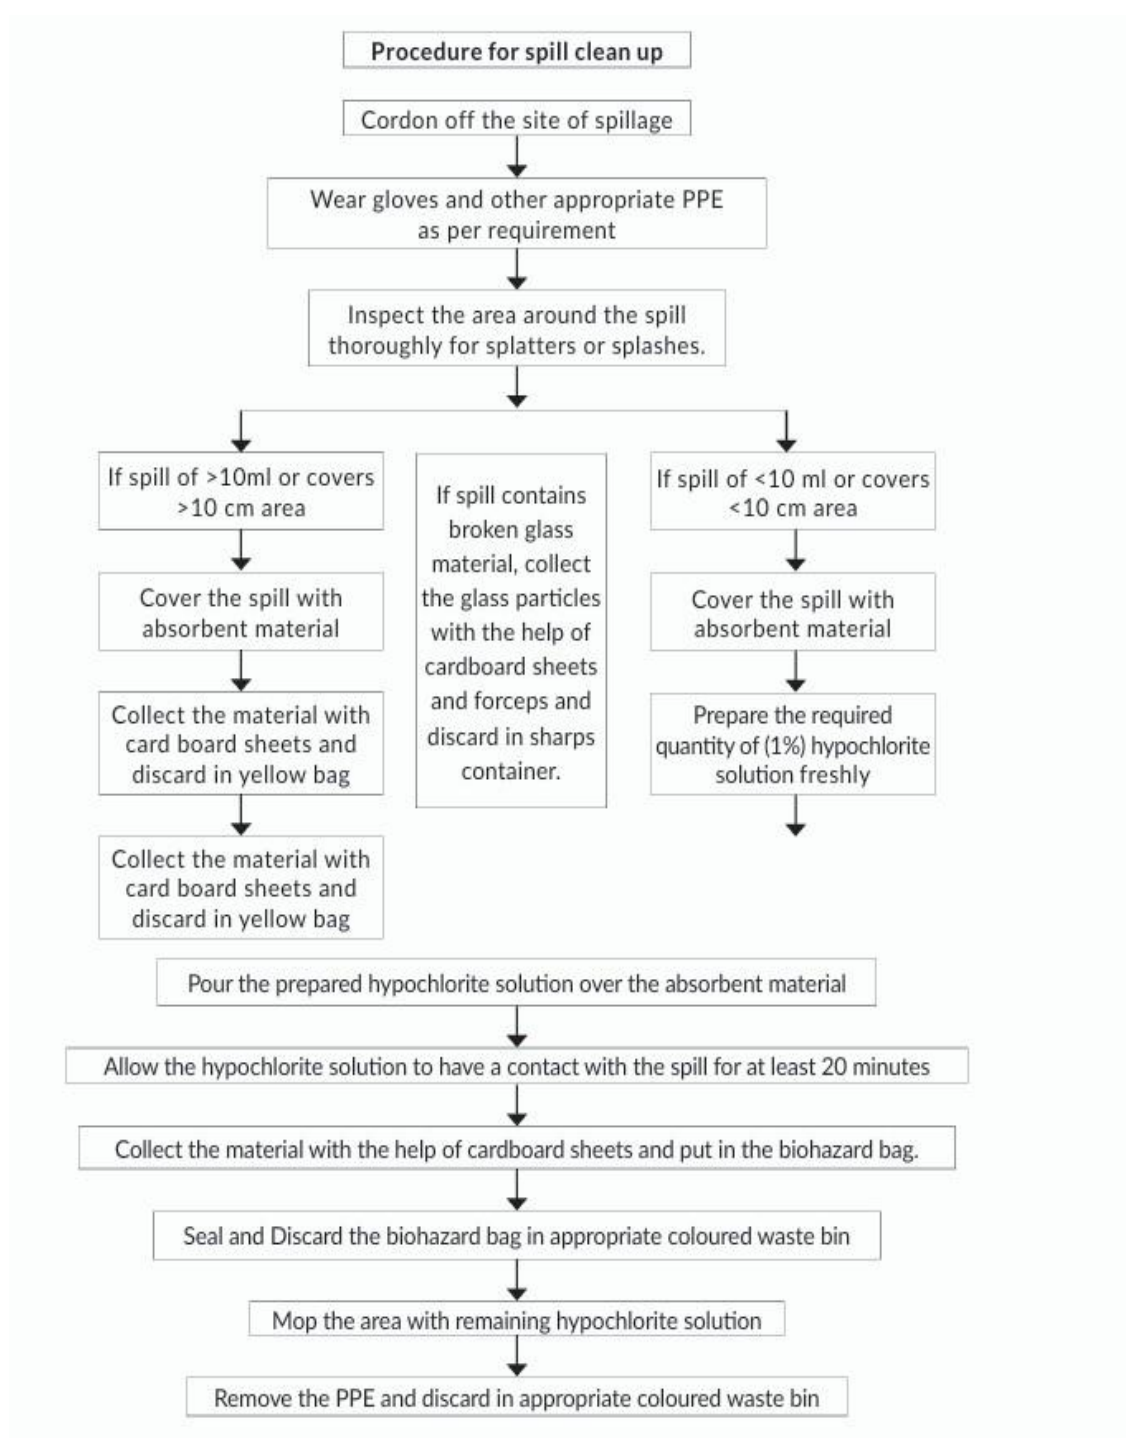 Procedure for spill clean up
Cordon off the site of spillage
Wear gloves and other appropriate PPE
as per requirement
Inspect the area around the spill
thoroughly for splatters or splashes.
If spill of >10ml or covers
>10 cm area
Cover the spill with
absorbent material
Collect the material with
card board sheets and
discard in yellow bag
Collect the material with
card board sheets and
discard in yellow bag
If spill contains
broken glass
material, collect
the glass particles
with the help of
cardboard sheets
and forceps and
discard in sharps
container.
If spill of <10 ml or covers
<10 cm area
Cover the spill with
absorbent material
Prepare the required
quantity of (1%) hypochlorite
solution freshly
Pour the prepared hypochlorite solution over the absorbent material
Allow the hypochlorite solution to have a contact with the spill for at least 20 minutes
Collect the material with the help of cardboard sheets and put in the biohazard bag.
Seal and Discard the biohazard bag in appropriate coloured waste bin
Mop the area with remaining hypochlorite solution
Remove the PPE and discard in appropriate coloured waste bin